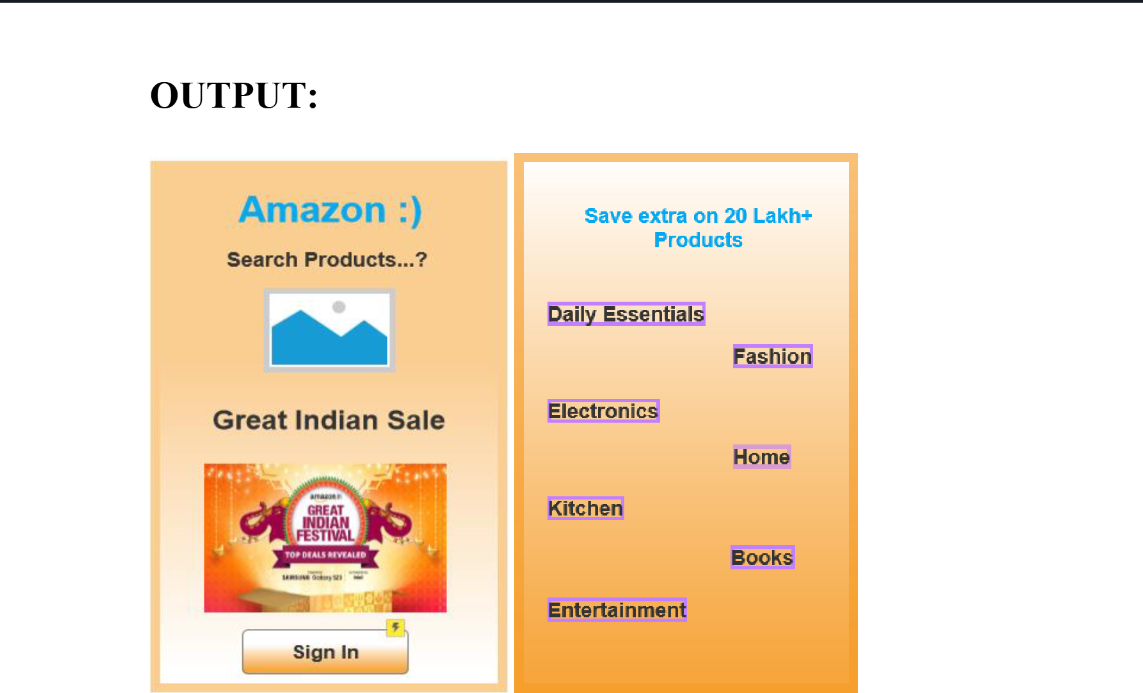 OUTPUT:
Amazon :)
Search Products...?
Great Indian Sale
amazon.in
GREAT
INDIAN
FESTIVAL
TOP DEALS REVEALED
SAMSUNG Galaxy S23
Sign In
Save extra on 20 Lakh+
Products
Daily Essentials
Fashion
Electronics
Home
Kitchen
Books
Entertainment